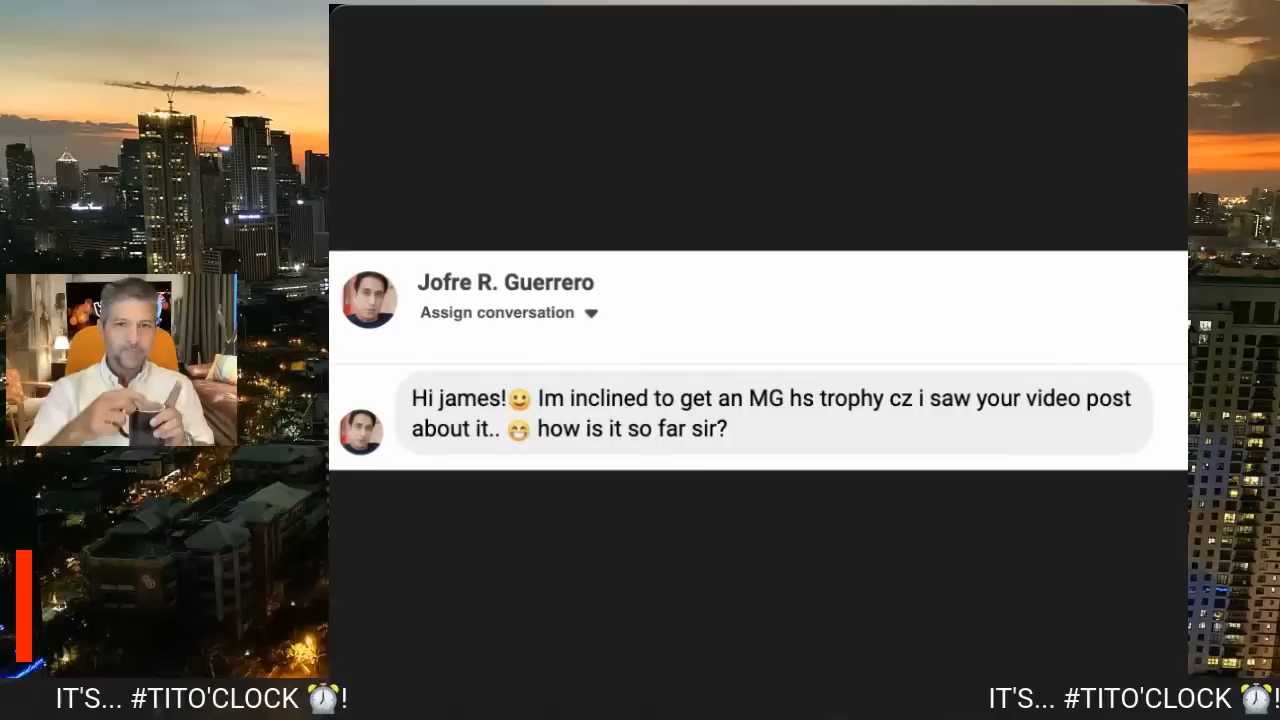 Jofre R. Guerrero
Assign conversation
Hi james!😀 Im inclined to get an MG hs trophy cz i saw your video post
about it.. 😁 how is it so far sir?
IT'S... #TITO'CLOCK ⏰!
IT'S... #TITO'CLOCK ⏰!